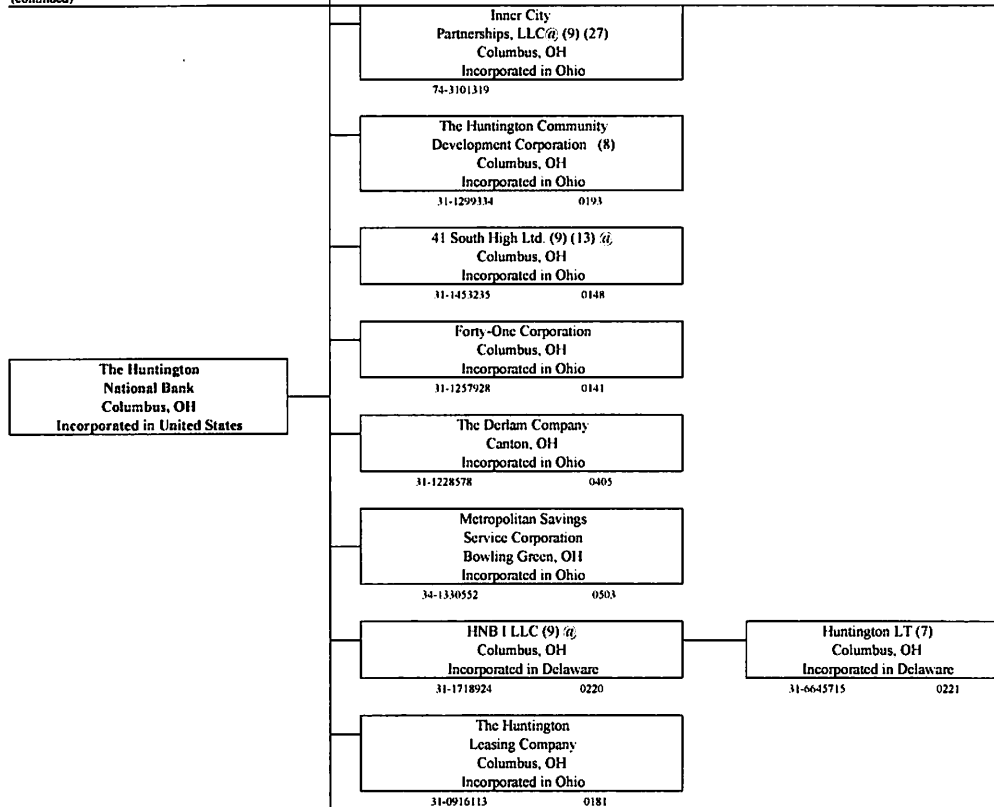 (continued)
Inner City
Partnerships, LLC@ (9) (27)
Columbus, OH
Incorporated in Ohio
74-3101319
The Huntington Community
Development Corporation (8)
Columbus, OH
Incorporated in Ohio
31-1299334 0193
41 South High Ltd. (9) (13) @
Columbus, OH
Incorporated in Ohio
31-1453235 0148
Forty-One Corporation
Columbus, OH
Incorporated in Ohio
31-1257928 0141
The Huntington
National Bank
Columbus, OH
Incorporated in United States
The Derlam Company
Canton, OH
Incorporated in Ohio
31-1228578 0405
Metropolitan Savings
Service Corporation
Bowling Green, OH
Incorporated in Ohio
34-1330552 0503
HNB I LLC (9) @
Columbus, OH
Incorporated in Delaware
31-1718924 0220
Huntington LT (7)
Columbus, OH
Incorporated in Delaware
31-6645715 0221
The Huntington
Leasing Company
Columbus, OH
Incorporated in Ohio
31-0916113 0181